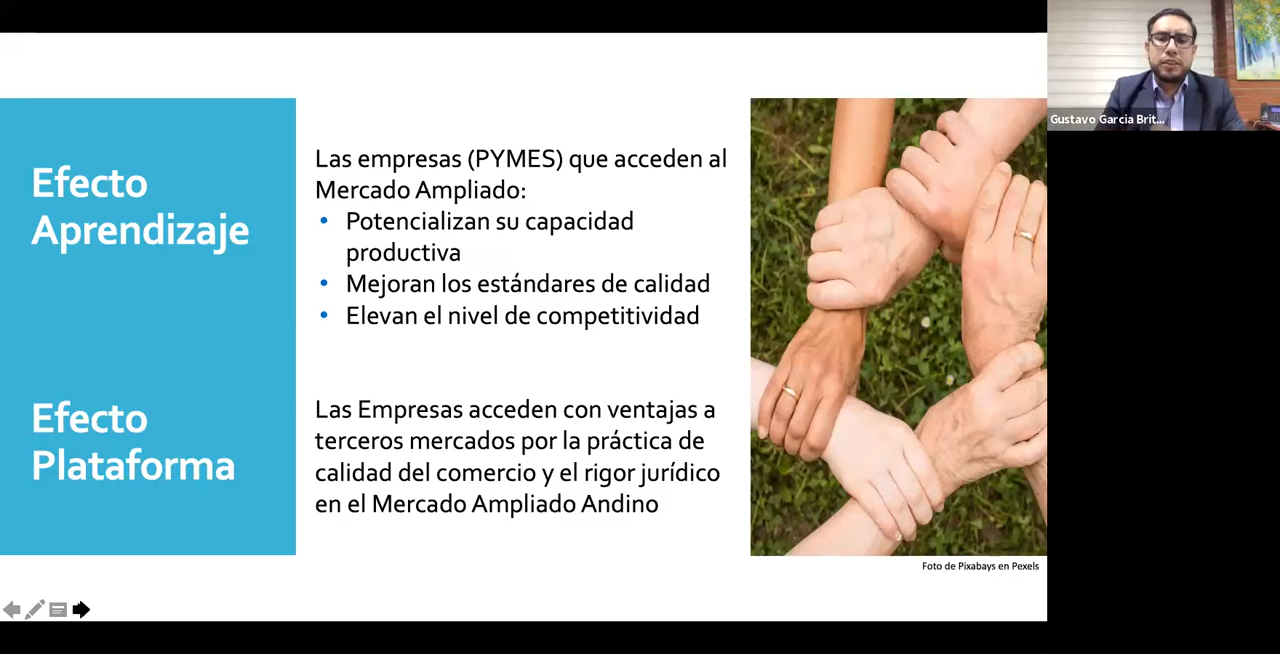 Efecto
Aprendizaje
Las empresas (PYMES) que acceden al
Mercado Ampliado:
• Potencializan su capacidad
productiva
• Mejoran los estándares de calidad
• Elevan el nivel de competitividad
Efecto
Plataforma
Las Empresas acceden con ventajas a
terceros mercados por la práctica de
calidad del comercio y el rigor jurídico
en el Mercado Ampliado Andino
Foto de Pixabays en Pexels
Gustavo Garcia Brit...